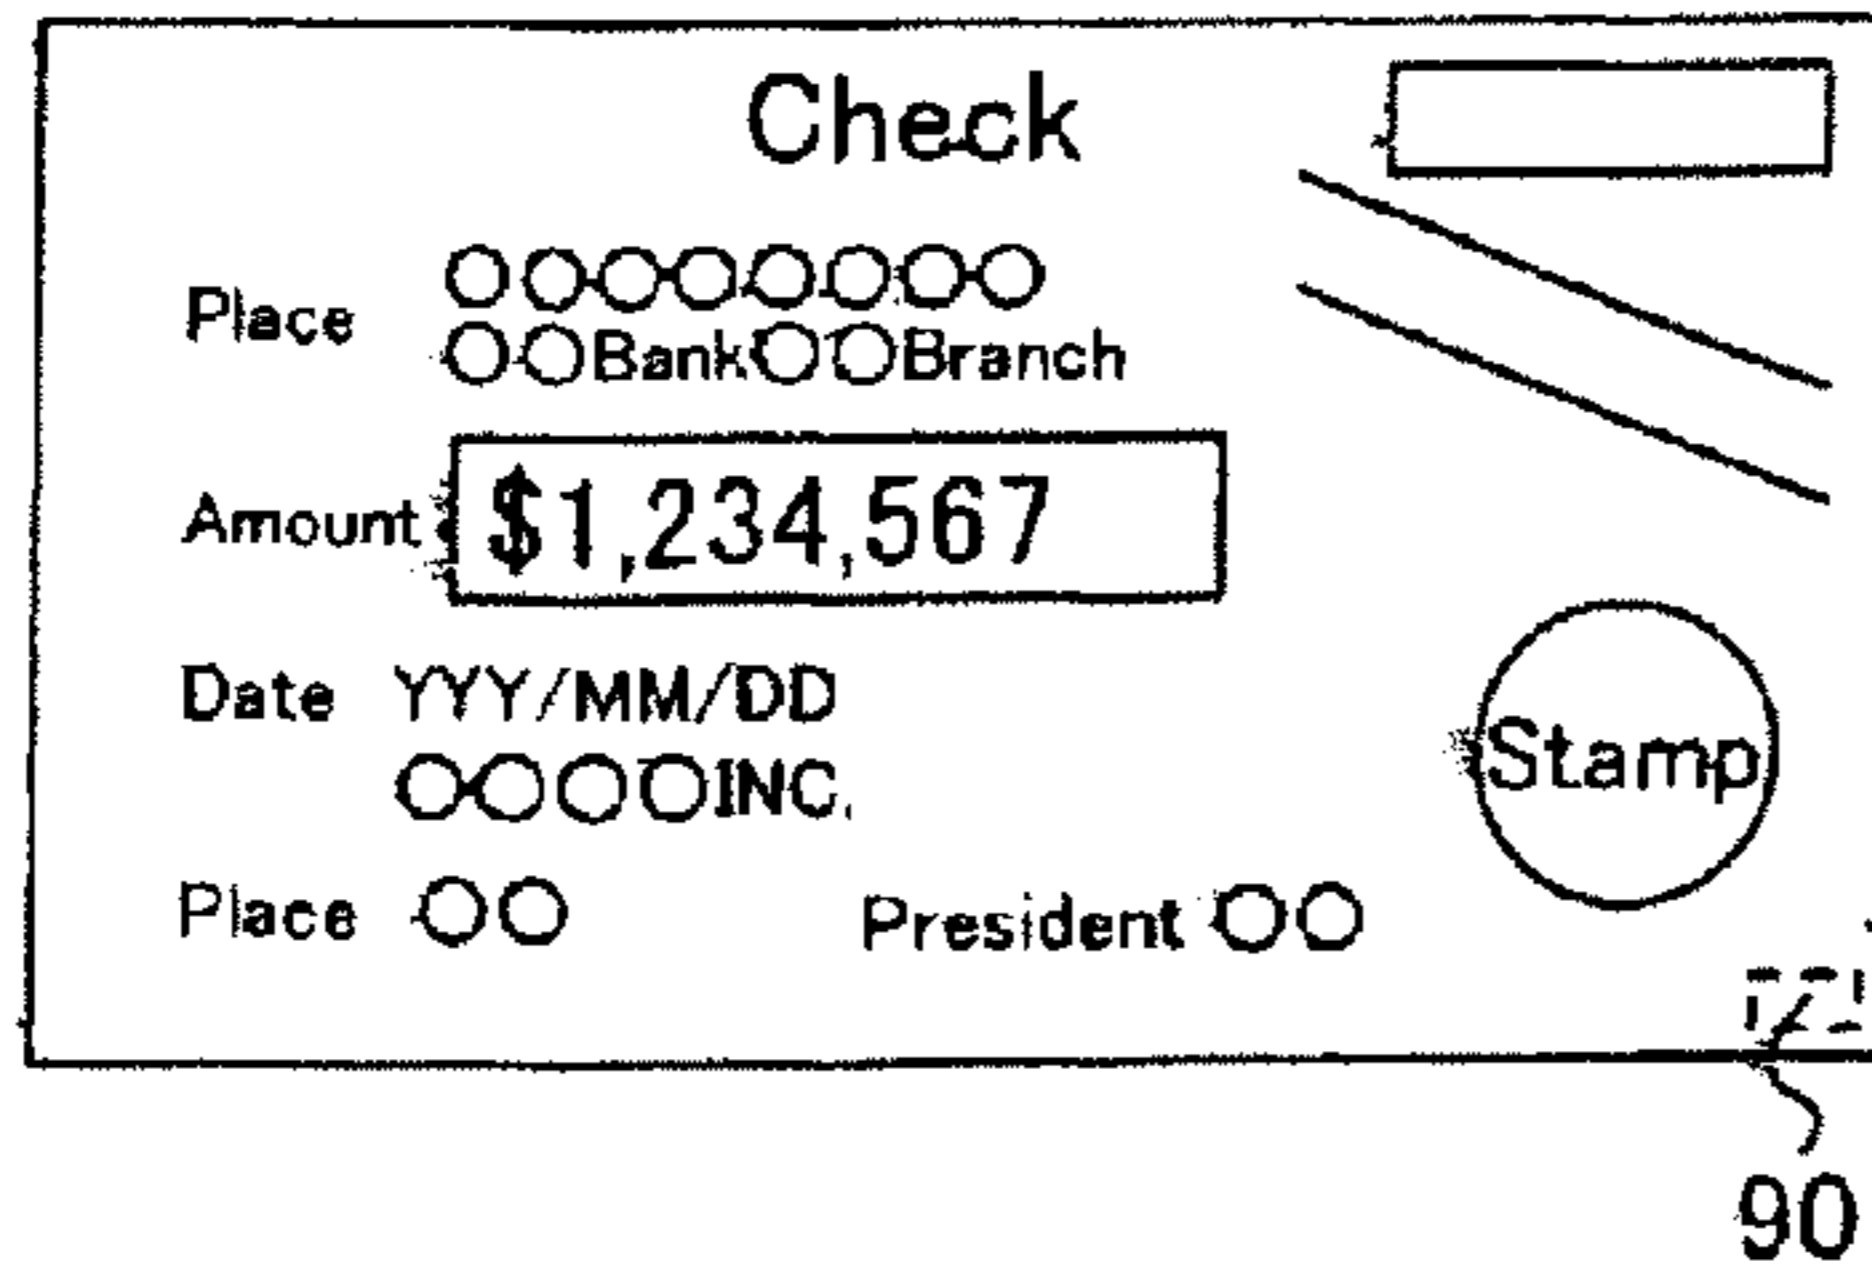 Check
Place ○○○○○○○○
○○Bank○○Branch
Amount $1,234,567
Date YYY/MM/DD
○○○○INC.
Stamp
Place ○○ President ○○
90